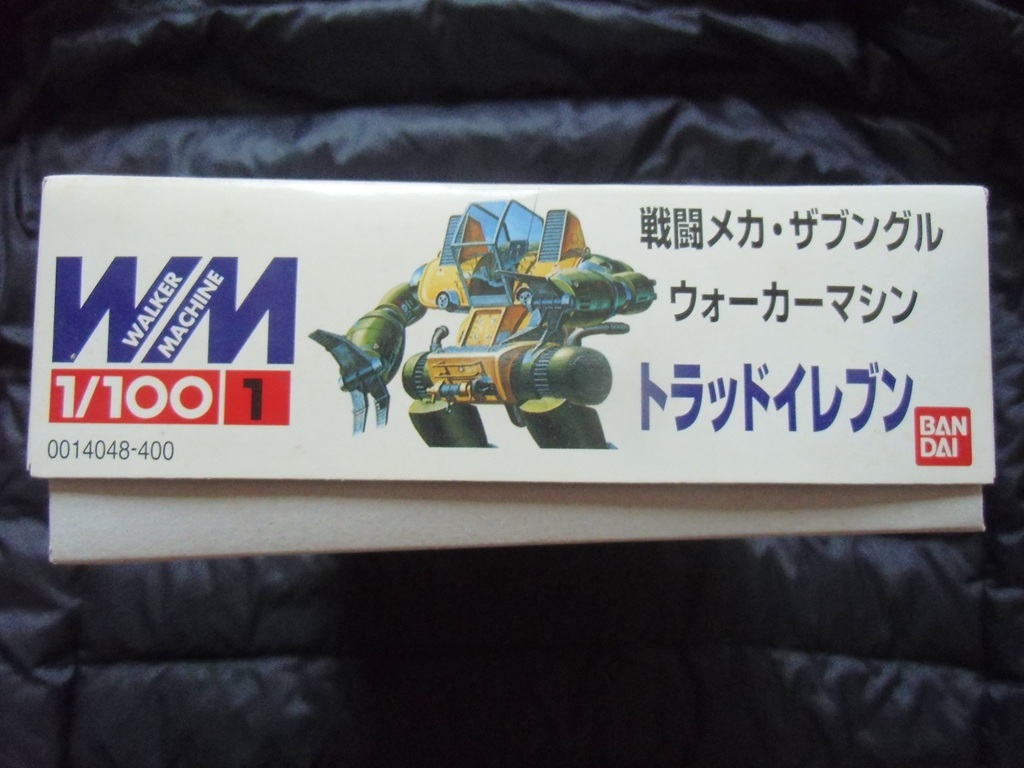 WM
WALKER
MACHINE
1/100 1
0014048-400
戦闘メカ・ザブングル
ウォーカーマシン
トラッドイレブン
BAN
DAI